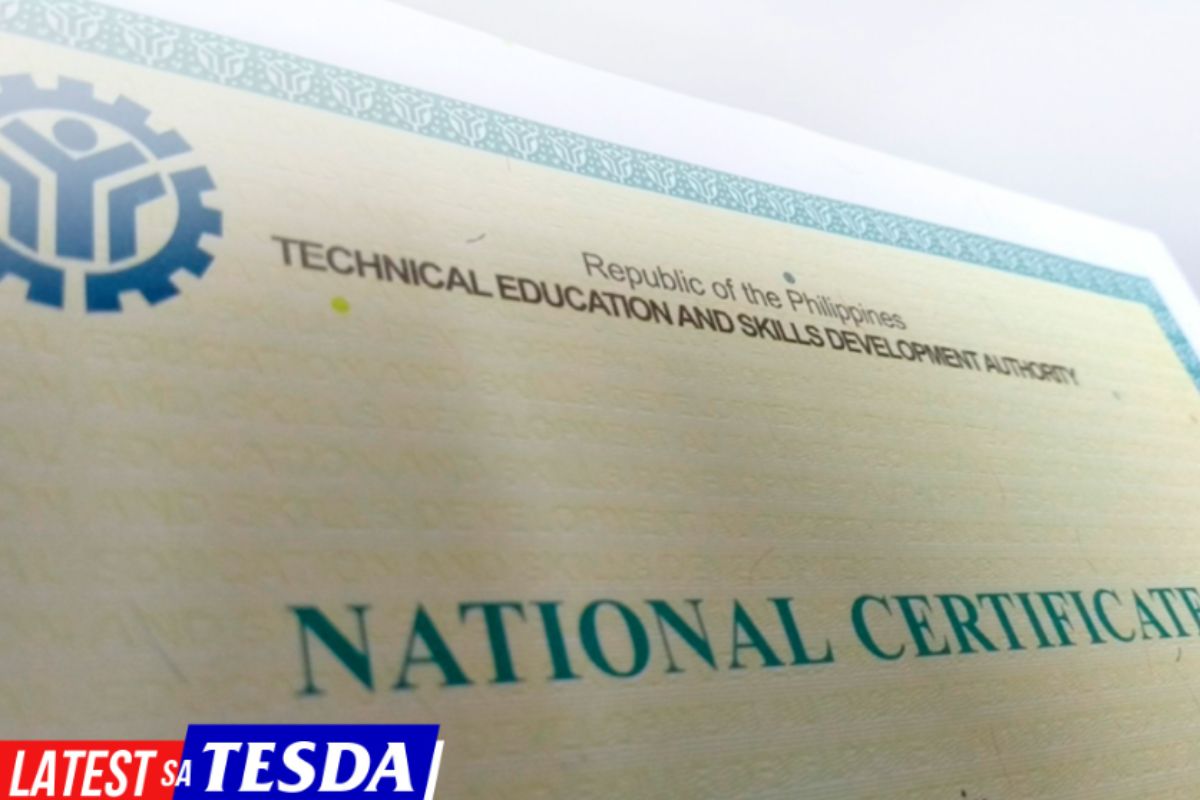 Republic of the Philippines
TECHNICAL EDUCATION AND SKILLS DEVELOPMENT AUTHORITY
NATIONAL CERTIFICATE
LATEST SA TESDA